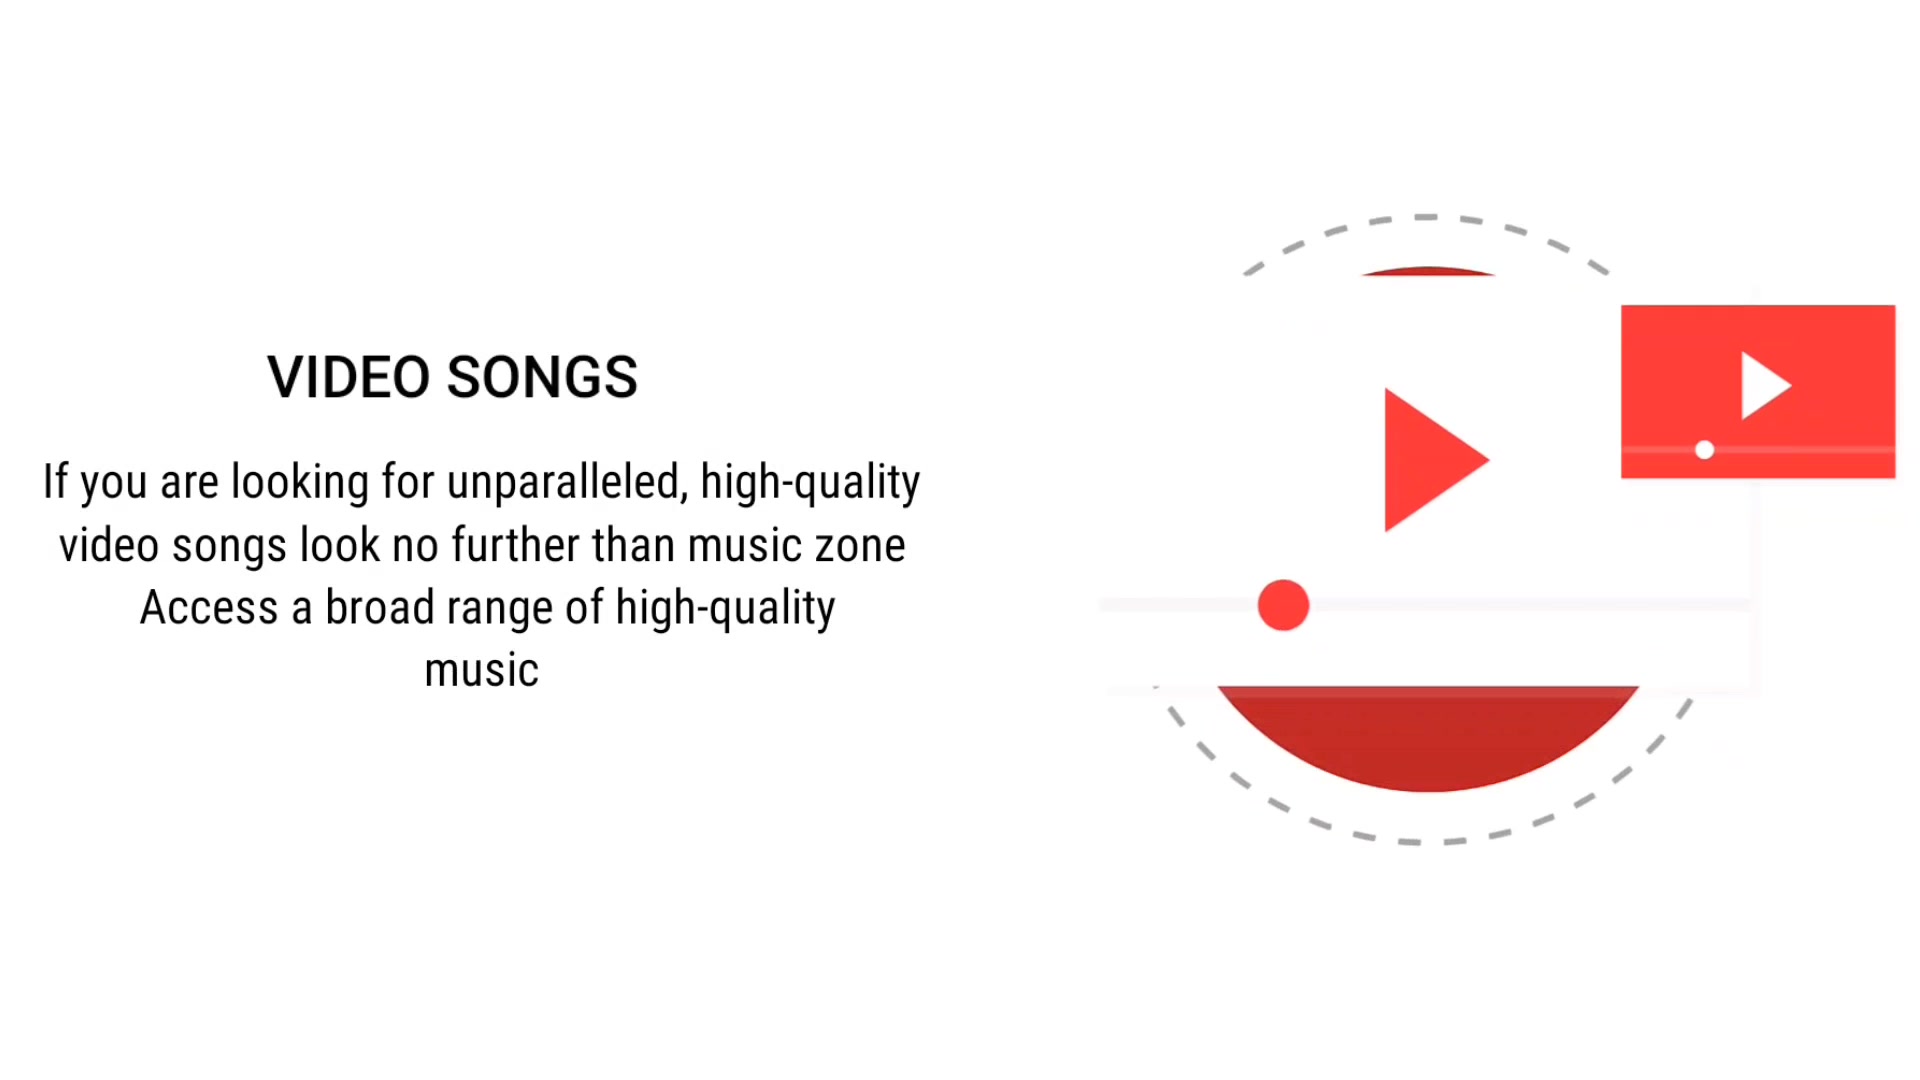 VIDEO SONGS
If you are looking for unparalleled, high-quality
video songs look no further than music zone
Access a broad range of high-quality
music